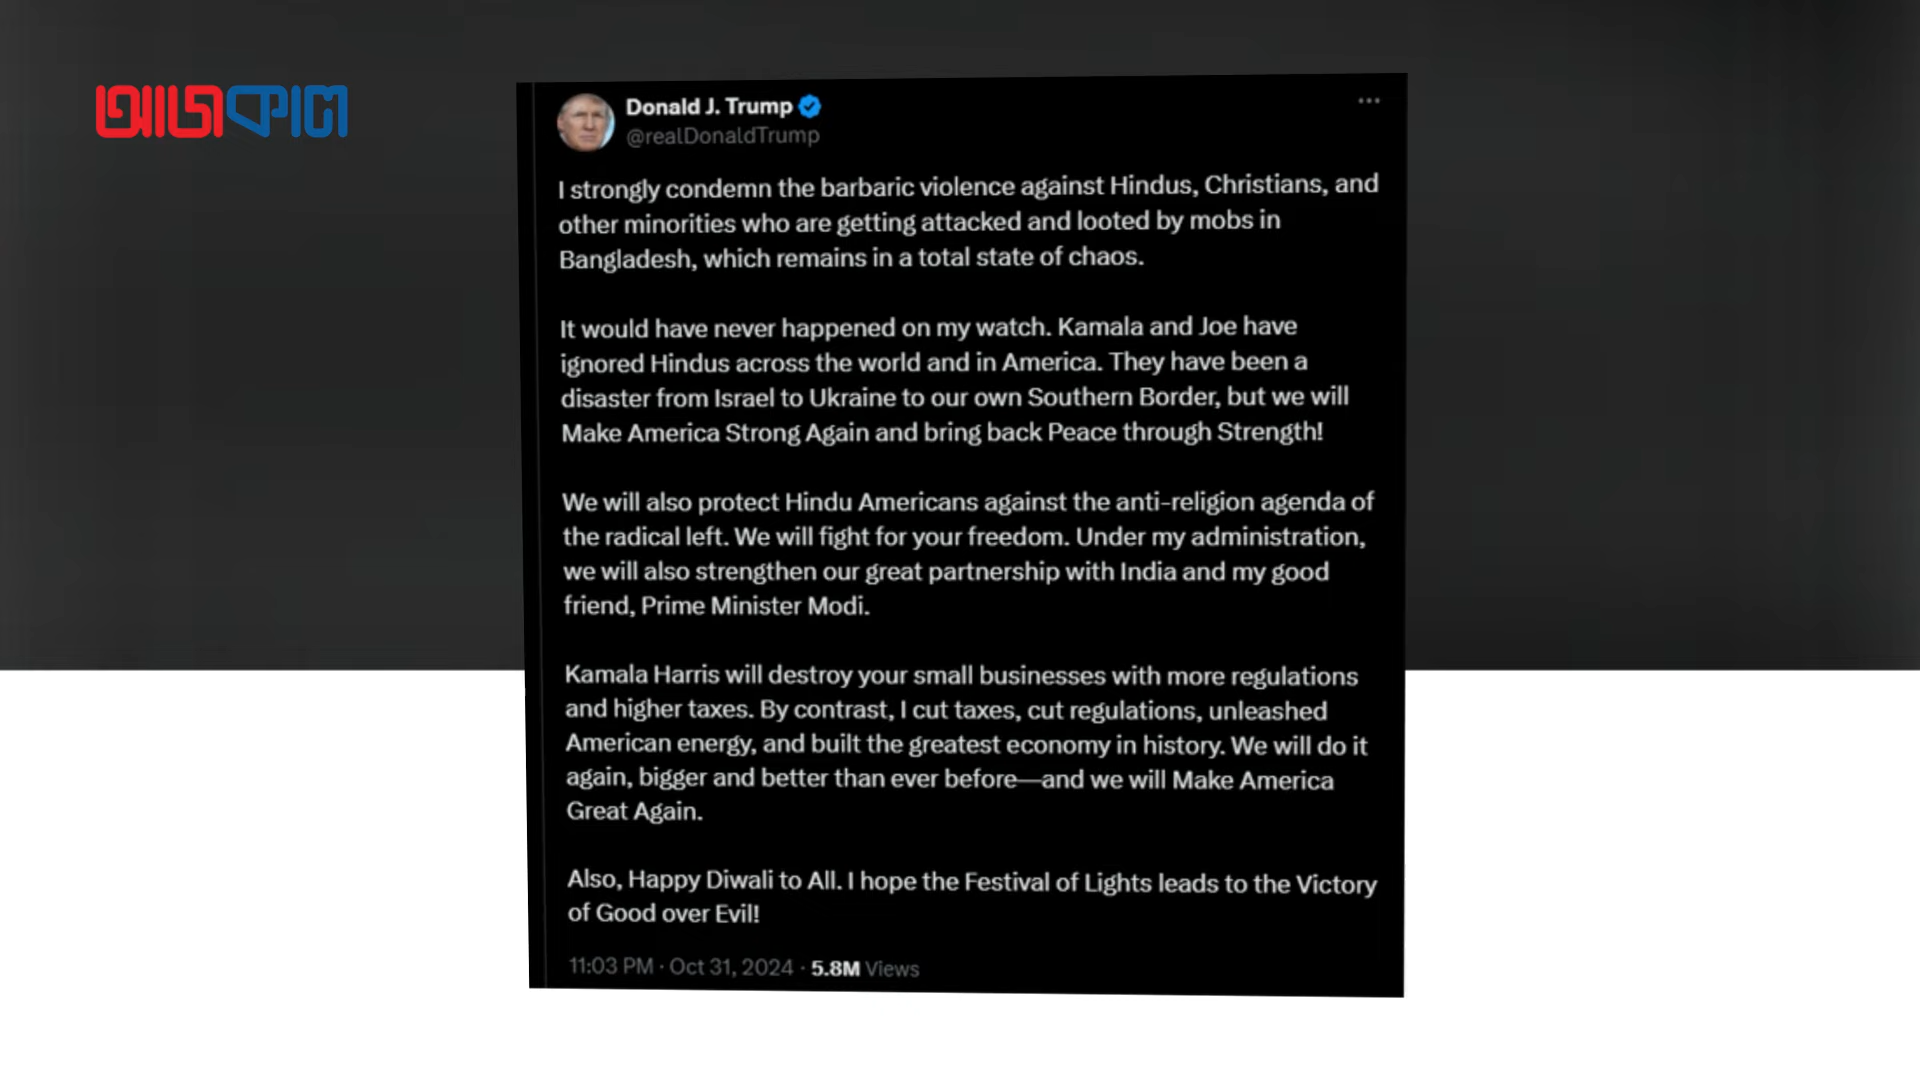 আজকাল
Donald J. Trump
@realDonaldTrump
I strongly condemn the barbaric violence against Hindus, Christians, and
other minorities who are getting attacked and looted by mobs in
Bangladesh, which remains in a total state of chaos.
It would have never happened on my watch. Kamala and Joe have
ignored Hindus across the world and in America. They have been a
disaster from Israel to Ukraine to our own Southern Border, but we will
Make America Strong Again and bring back Peace through Strength!
We will also protect Hindu Americans against the anti-religion agenda of
the radical left. We will fight for your freedom. Under my administration,
we will also strengthen our great partnership with India and my good
friend, Prime Minister Modi.
Kamala Harris will destroy your small businesses with more regulations
and higher taxes. By contrast, I cut taxes, cut regulations, unleashed
American energy, and built the greatest economy in history. We will do it
again, bigger and better than ever before—and we will Make America
Great Again.
Also, Happy Diwali to All. I hope the Festival of Lights leads to the Victory
of Good over Evil!
11:03 PM · Oct 31, 2024 · 5.8M Views